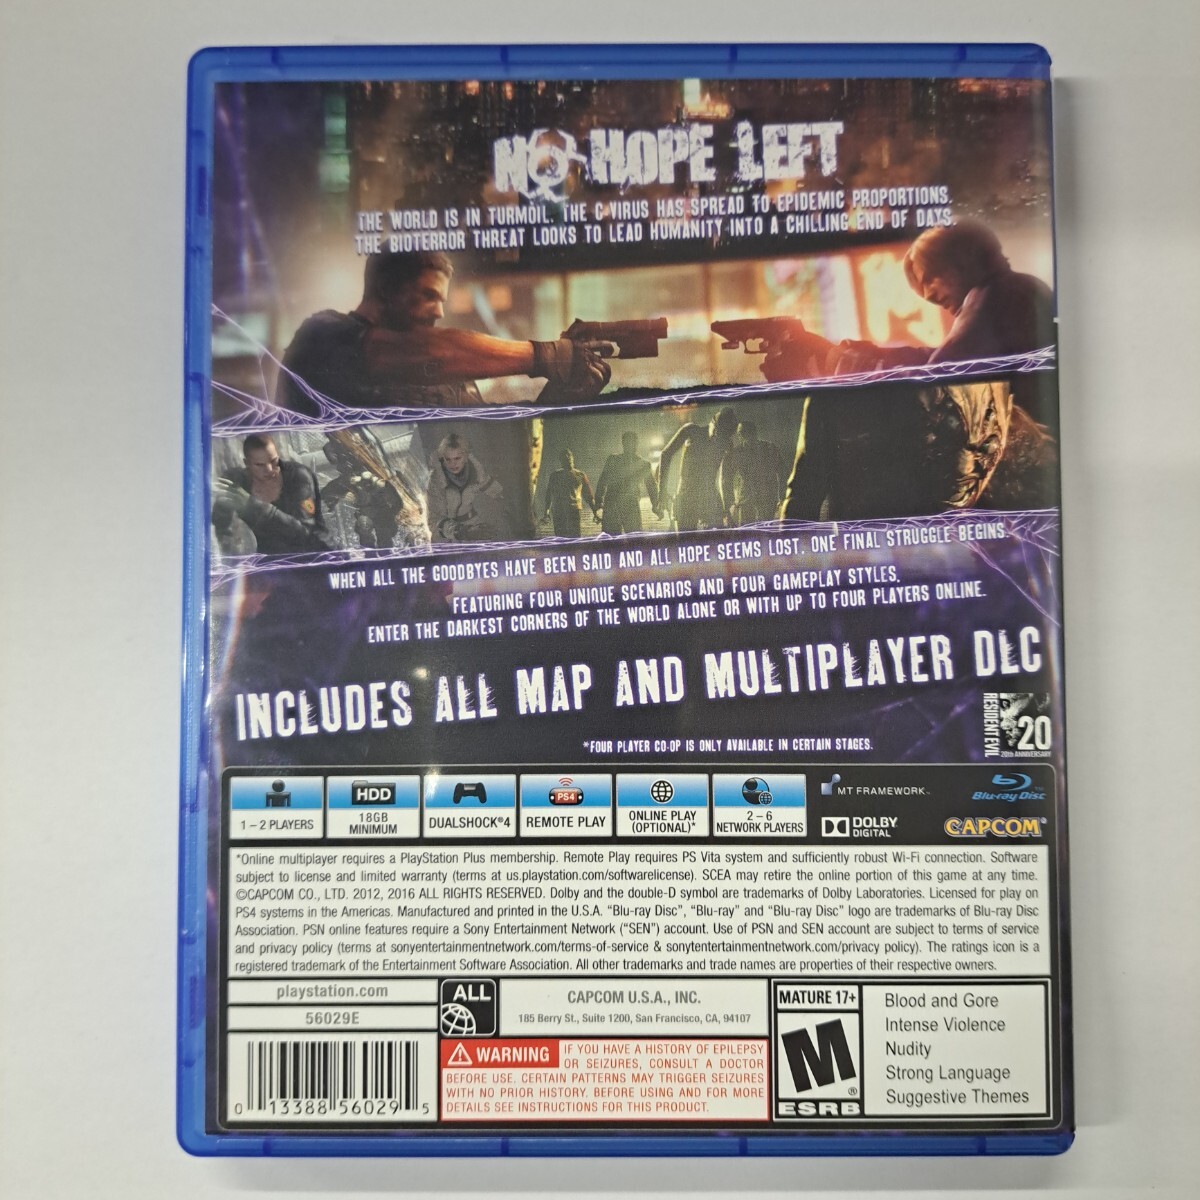 NO HOPE LEFT
THE WORLD IS IN TURMOIL. THE C-VIRUS HAS SPREAD TO EPIDEMIC PROPORTIONS.
THE BIOTERROR THREAT LOOKS TO LEAD HUMANITY INTO A CHILLING END OF DAYS.
WHEN ALL THE GOODBYES HAVE BEEN SAID AND ALL HOPE SEEMS LOST, ONE FINAL STRUGGLE BEGINS.
FEATURING FOUR UNIQUE SCENARIOS AND FOUR GAMEPLAY STYLES.
ENTER THE DARKEST CORNERS OF THE WORLD ALONE OR WITH UP TO FOUR PLAYERS ONLINE.
INCLUDES ALL MAP AND MULTIPLAYER DLC
*FOUR PLAYER CO-OP IS ONLY AVAILABLE IN CERTAIN STAGES.
RESIDENT EVIL
20
20th ANNIVERSARY
1 – 2 PLAYERS
HDD
18GB
MINIMUM
DUALSHOCK®4
PS4
REMOTE PLAY
ONLINE PLAY
(OPTIONAL)*
2 – 6
NETWORK PLAYERS
MT FRAMEWORK™
DOLBY
DIGITAL
Blu-ray Disc™
CAPCOM®
*Online multiplayer requires a PlayStation Plus membership. Remote Play requires PS Vita system and sufficiently robust Wi-Fi connection. Software
subject to license and limited warranty (terms at us.playstation.com/softwarelicense). SCEA may retire the online portion of this game at any time.
©CAPCOM CO., LTD. 2012, 2016 ALL RIGHTS RESERVED. Dolby and the double-D symbol are trademarks of Dolby Laboratories. Licensed for play on
PS4 systems in the Americas. Manufactured and printed in the U.S.A. “Blu-ray Disc”, “Blu-ray” and “Blu-ray Disc” logo are trademarks of Blu-ray Disc
Association. PSN online features require a Sony Entertainment Network (“SEN”) account. Use of PSN and SEN account are subject to terms of service
and privacy policy (terms at sonyentertainmentnetwork.com/terms-of-service & sonytentertainmentnetwork.com/privacy policy). The ratings icon is a
registered trademark of the Entertainment Software Association. All other trademarks and trade names are properties of their respective owners.
playstation.com
56029E
0 13388 56029 5
ALL
CAPCOM U.S.A., INC.
185 Berry St., Suite 1200, San Francisco, CA, 94107
WARNING IF YOU HAVE A HISTORY OF EPILEPSY
OR SEIZURES, CONSULT A DOCTOR
BEFORE USE. CERTAIN PATTERNS MAY TRIGGER SEIZURES
WITH NO PRIOR HISTORY. BEFORE USING AND FOR MORE
DETAILS SEE INSTRUCTIONS FOR THIS PRODUCT.
MATURE 17+
M®
ESRB
Blood and Gore
Intense Violence
Nudity
Strong Language
Suggestive Themes